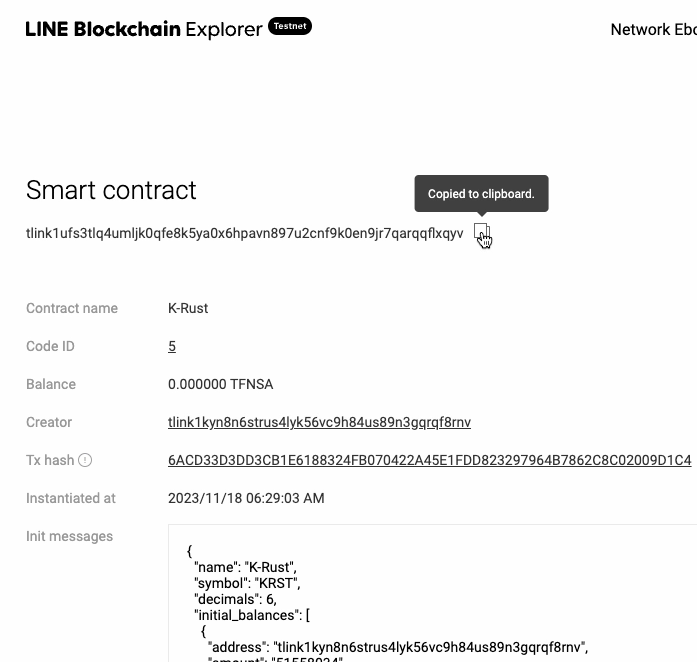 LINE Blockchain Explorer Testnet
Network Ebo
Smart contract
Copied to clipboard.
tlink1ufs3tlq4umljk0qfe8k5ya0x6hpavn897u2cnf9k0en9jr7qarqqflxqyv
Contract name K-Rust
Code ID 5
Balance 0.000000 TFNSA
Creator tlink1kyn8n6strus4lyk56vc9h84us89n3gqrqf8rnv
Tx hash 6ACD33D3DD3CB1E6188324FB070422A45E1FDD823297964B7862C8C02009D1C4
Instantiated at 2023/11/18 06:29:03 AM
Init messages
{
"name": "K-Rust",
"symbol": "KRST",
"decimals": 6,
"initial_balances": [
{
"address": "tlink1kyn8n6strus4lyk56vc9h84us89n3gqrqf8rnv",